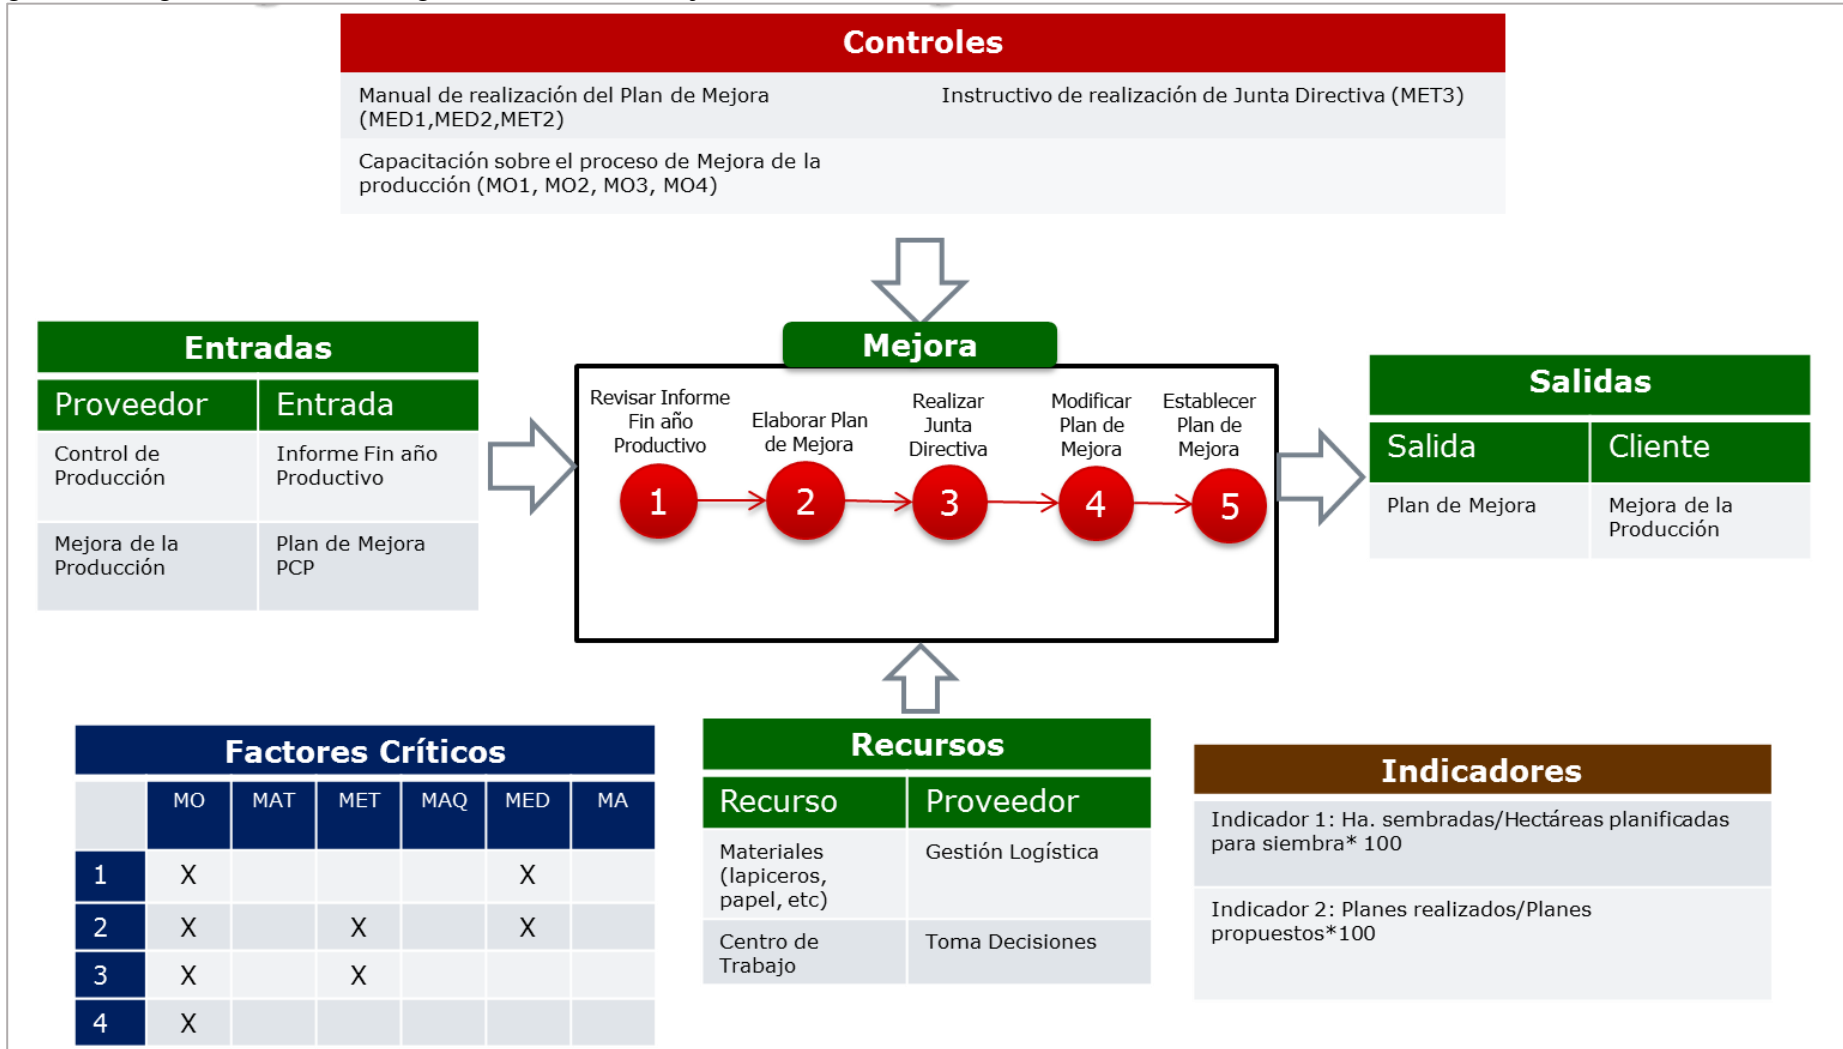 Controles
Manual de realización del Plan de Mejora
(MED1,MED2,MET2)
Instructivo de realización de Junta Directiva (MET3)
Capacitación sobre el proceso de Mejora de la
producción (MO1, MO2, MO3, MO4)
Entradas
Proveedor Entrada
Control de
Producción
Informe Fin año
Productivo
Mejora de la
Producción
Plan de Mejora
PCP
Mejora
Revisar Informe
Fin año
Productivo
Elaborar Plan
de Mejora
Realizar
Junta
Directiva
Modificar
Plan de
Mejora
Establecer
Plan de
Mejora
1 2 3 4 5
Salidas
Salida Cliente
Plan de Mejora
Mejora de la
Producción
Factores Críticos
MO MAT MET MAQ MED MA
1 X X
2 X X X
3 X X
4 X
Recursos
Recurso Proveedor
Materiales
(lapiceros,
papel, etc)
Gestión Logística
Centro de
Trabajo
Toma Decisiones
Indicadores
Indicador 1: Ha. sembradas/Hectáreas planificadas
para siembra* 100
Indicador 2: Planes realizados/Planes
propuestos*100